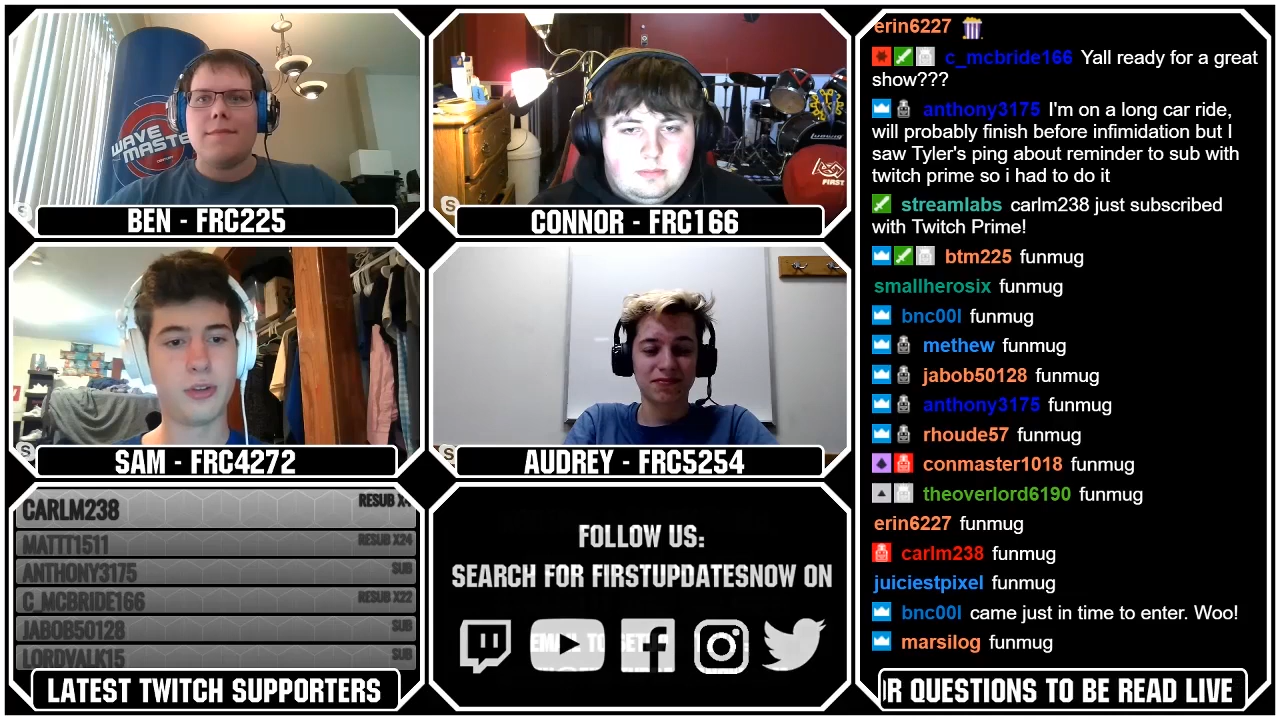 WAVE
MASTER
BEN - FRC225
FIRST
CONNOR - FRC166
SAM - FRC4272
AUDREY - FRC5254
CARLM238
MATTT1511 RESUB X24
ANTHONY3175 SUB
C_MCBRIDE166 RESUB X22
JABOB50128 SUB
LORDVALK15 SUB
LATEST TWITCH SUPPORTERS
FOLLOW US:
SEARCH FOR FIRSTUPDATESNOW ON
erin6227
c_mcbride166 Yall ready for a great
show???
anthony3175 I'm on a long car ride,
will probably finish before infimidation but I
saw Tyler's ping about reminder to sub with
twitch prime so i had to do it
streamlabs carlm238 just subscribed
with Twitch Prime!
btm225 funmug
smallherosix funmug
bnc00l funmug
methew funmug
jabob50128 funmug
anthony3175 funmug
rhoude57 funmug
conmaster1018 funmug
theoverlord6190 funmug
erin6227 funmug
carlm238 funmug
juiciestpixel funmug
bnc00l came just in time to enter. Woo!
marsilog funmug
OR QUESTIONS TO BE READ LIVE